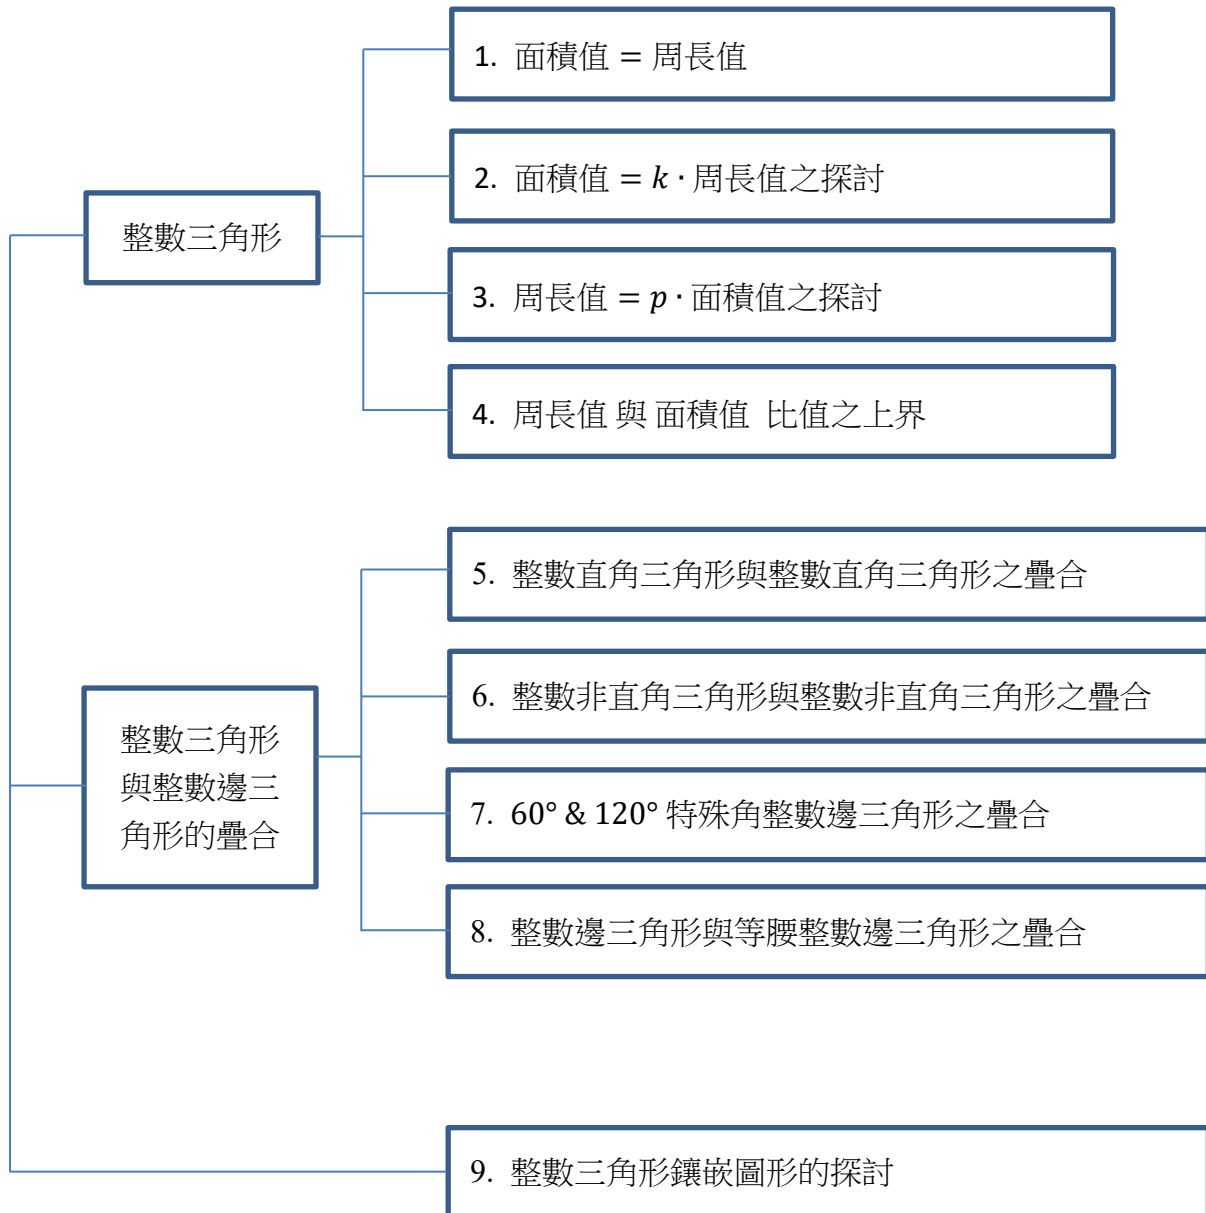 1. 面積值 = 周長值
2. 面積值 = k · 周長值之探討
整數三角形
3. 周長值 = p · 面積值之探討
4. 周長值 與 面積值 比值之上界
5. 整數直角三角形與整數直角三角形之疊合
6. 整數非直角三角形與整數非直角三角形之疊合
整數三角形
與整數邊三
角形的疊合
7. 60° & 120° 特殊角整數邊三角形之疊合
8. 整數邊三角形與等腰整數邊三角形之疊合
9. 整數三角形鑲嵌圖形的探討